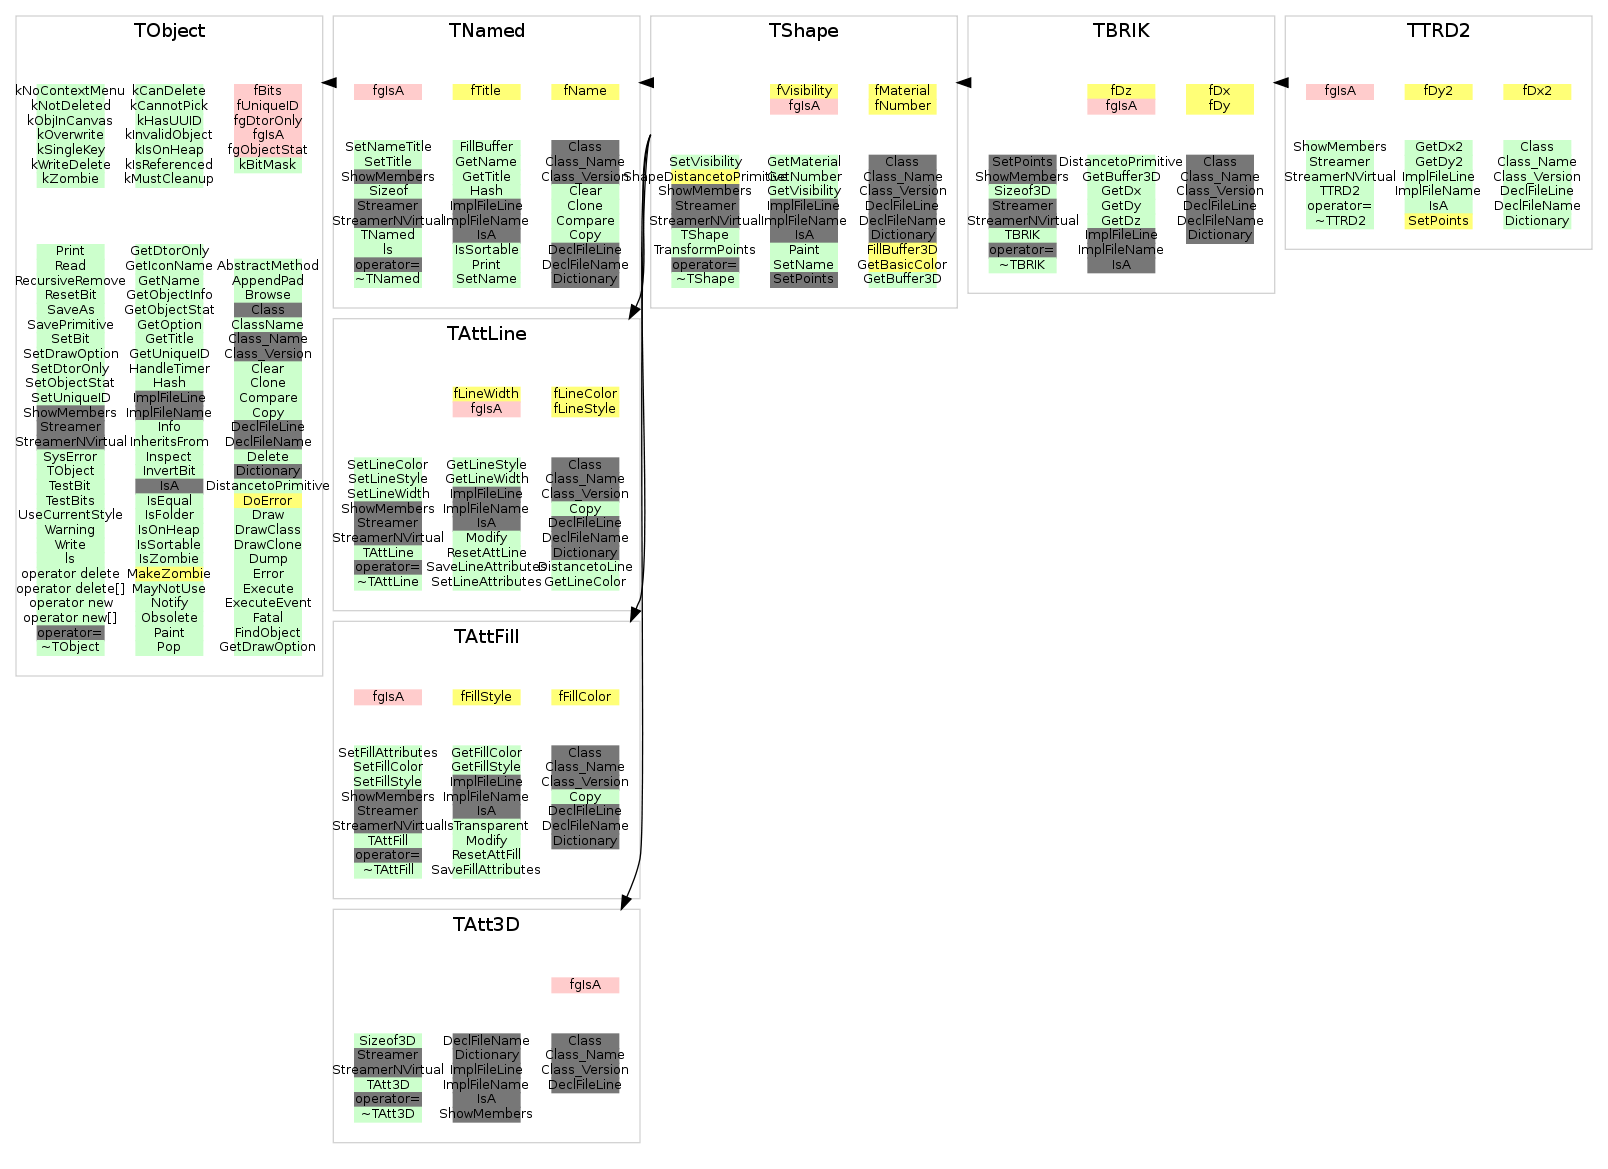 TObject
kNoContextMenu
kNotDeleted
kObjInCanvas
kOverwrite
kSingleKey
kWriteDelete
kZombie
kCanDelete
kCannotPick
kHasUUID
kInvalidObject
kIsOnHeap
kIsReferenced
kMustCleanup
fBits
fUniqueID
fgDtorOnly
fgIsA
fgObjectStat
kBitMask
Print
Read
RecursiveRemove
ResetBit
SaveAs
SavePrimitive
SetBit
SetDrawOption
SetDtorOnly
SetObjectStat
SetUniqueID
ShowMembers
Streamer
StreamerNVirtual
SysError
TObject
TestBit
TestBits
UseCurrentStyle
Warning
Write
ls
operator delete
operator delete[]
operator new
operator new[]
operator=
~TObject
GetDtorOnly
GetIconName
GetName
GetObjectInfo
GetObjectStat
GetOption
GetTitle
GetUniqueID
HandleTimer
Hash
ImplFileLine
ImplFileName
Info
InheritsFrom
Inspect
InvertBit
IsA
IsEqual
IsFolder
IsOnHeap
IsSortable
IsZombie
MakeZombie
MayNotUse
Notify
Obsolete
Paint
Pop
AbstractMethod
AppendPad
Browse
Class
ClassName
Class_Name
Class_Version
Clear
Clone
Compare
Copy
DeclFileLine
DeclFileName
Delete
Dictionary
DistancetoPrimitive
DoError
Draw
DrawClass
DrawClone
Dump
Error
Execute
ExecuteEvent
Fatal
FindObject
GetDrawOption
TNamed
fgIsA
fTitle
fName
SetNameTitle
SetTitle
ShowMembers
Sizeof
Streamer
StreamerNVirtual
TNamed
ls
operator=
~TNamed
FillBuffer
GetName
GetTitle
Hash
ImplFileLine
ImplFileName
IsA
IsSortable
Print
SetName
Class
Class_Name
Class_Version
Clear
Clone
Compare
Copy
DeclFileLine
DeclFileName
Dictionary
TAttLine
fLineWidth
fgIsA
fLineColor
fLineStyle
SetLineColor
SetLineStyle
SetLineWidth
ShowMembers
Streamer
StreamerNVirtual
TAttLine
operator=
~TAttLine
GetLineStyle
GetLineWidth
ImplFileLine
ImplFileName
IsA
Modify
ResetAttLine
SaveLineAttributes
SetLineAttributes
Class
Class_Name
Class_Version
Copy
DeclFileLine
DeclFileName
Dictionary
DistancetoLine
GetLineColor
TAttFill
fgIsA
fFillStyle
fFillColor
SetFillAttributes
SetFillColor
SetFillStyle
ShowMembers
Streamer
StreamerNVirtual
TAttFill
operator=
~TAttFill
GetFillColor
GetFillStyle
ImplFileLine
ImplFileName
IsA
IsTransparent
Modify
ResetAttFill
SaveFillAttributes
Class
Class_Name
Class_Version
Copy
DeclFileLine
DeclFileName
Dictionary
TAtt3D
fgIsA
Sizeof3D
Streamer
StreamerNVirtual
TAtt3D
operator=
~TAtt3D
DeclFileName
Dictionary
ImplFileLine
ImplFileName
IsA
ShowMembers
Class
Class_Name
Class_Version
DeclFileLine
TShape
fVisibility
fgIsA
fMaterial
fNumber
SetVisibility
ShapeDistancetoPrimitive
ShowMembers
Streamer
StreamerNVirtual
TShape
TransformPoints
operator=
~TShape
GetMaterial
GetNumber
GetVisibility
ImplFileLine
ImplFileName
IsA
Paint
SetName
SetPoints
Class
Class_Name
Class_Version
DeclFileLine
DeclFileName
Dictionary
FillBuffer3D
GetBasicColor
GetBuffer3D
TBRIK
fDz
fgIsA
fDx
fDy
SetPoints
ShowMembers
Sizeof3D
Streamer
StreamerNVirtual
TBRIK
operator=
~TBRIK
DistancetoPrimitive
GetBuffer3D
GetDx
GetDy
GetDz
ImplFileLine
ImplFileName
IsA
Class
Class_Name
Class_Version
DeclFileLine
DeclFileName
Dictionary
TTRD2
fgIsA
fDy2
fDx2
ShowMembers
Streamer
StreamerNVirtual
TTRD2
operator=
~TTRD2
GetDx2
GetDy2
ImplFileLine
ImplFileName
IsA
SetPoints
Class
Class_Name
Class_Version
DeclFileLine
DeclFileName
Dictionary